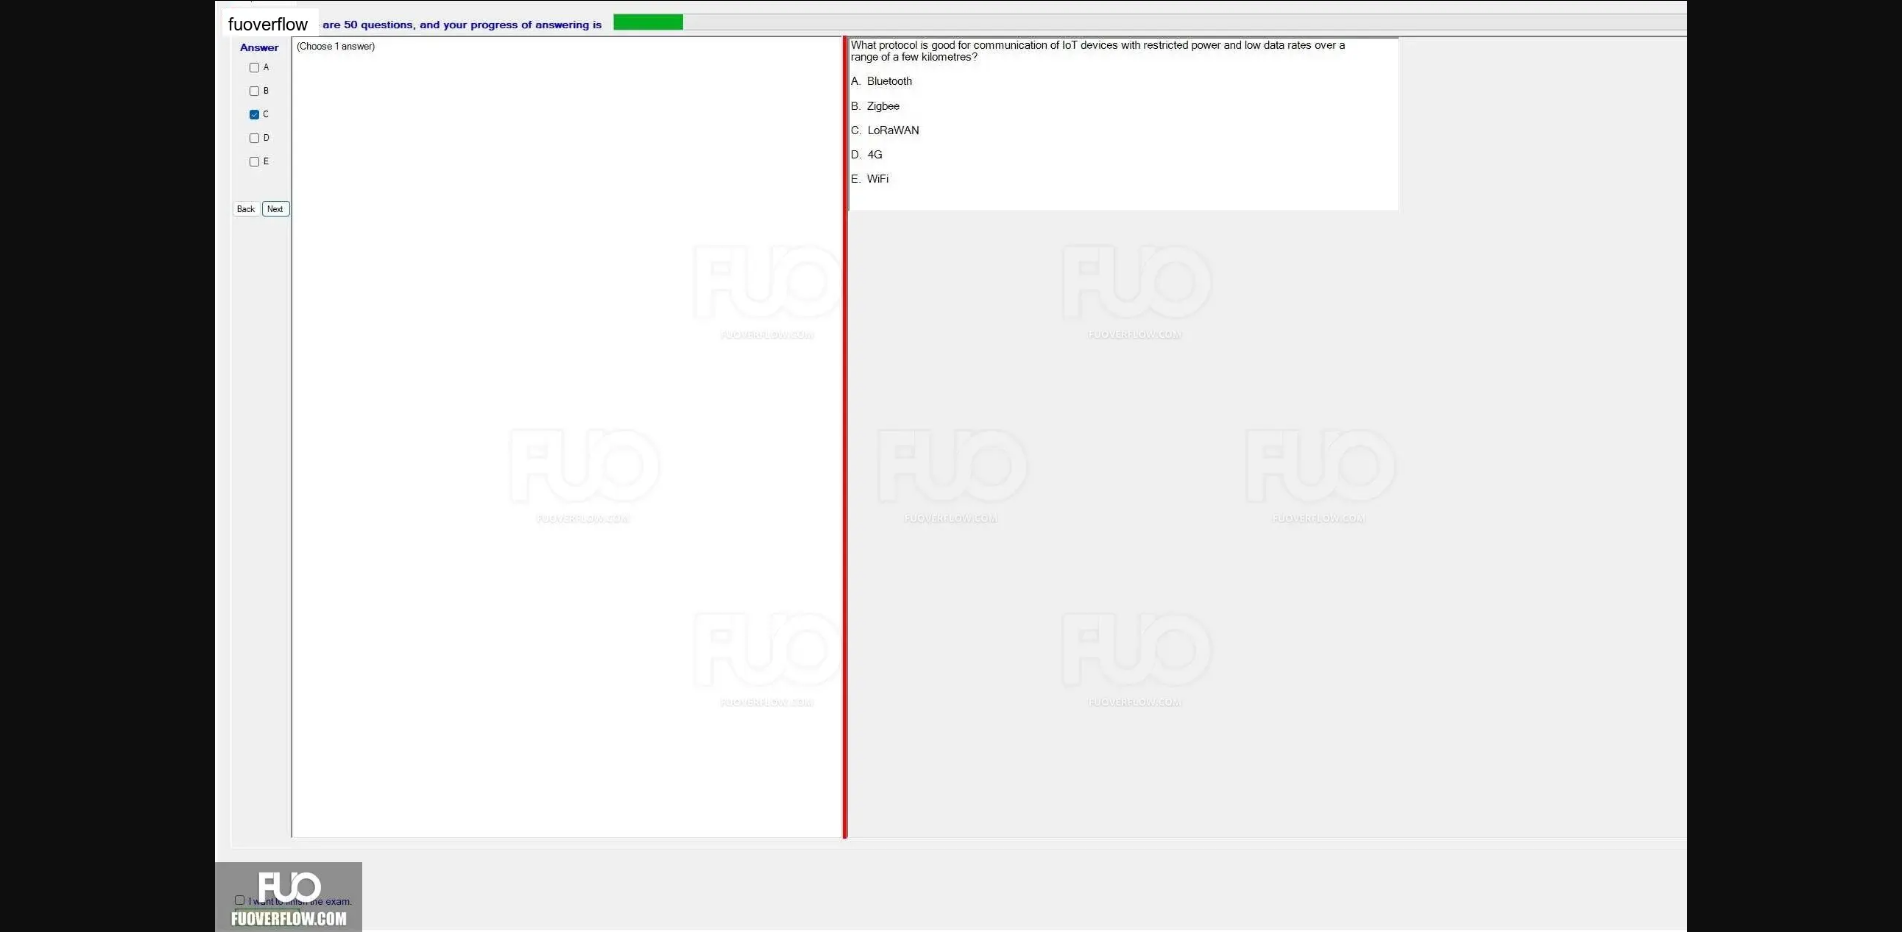 fuoverflow are 50 questions, and your progress of answering is
Answer
(Choose 1 answer)
A
B
C
D
E
Back Next
What protocol is good for communication of IoT devices with restricted power and low data rates over a
range of a few kilometres?
A. Bluetooth
B. Zigbee
C. LoRaWAN
D. 4G
E. WiFi
FUO
FUOVERFLOW.COM
FUO
FUOVERFLOW.COM
FUO
FUOVERFLOW.COM
FUO
FUOVERFLOW.COM
FUO
FUOVERFLOW.COM
FUO
FUOVERFLOW.COM
FUO
FUOVERFLOW.COM
FUO
I want to finish the exam.
FUOVERFLOW.COM